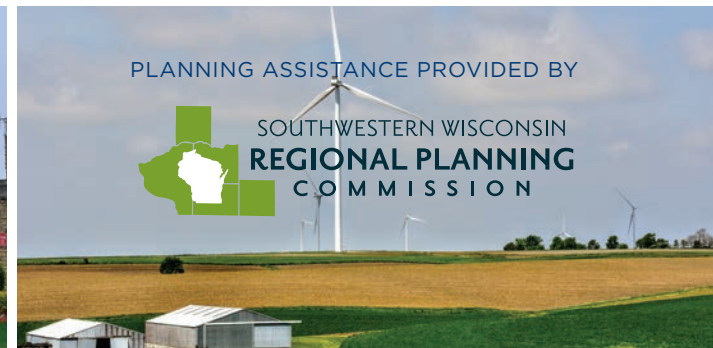 PLANNING ASSISTANCE PROVIDED BY
SOUTHWESTERN WISCONSIN
REGIONAL PLANNING
COMMISSION